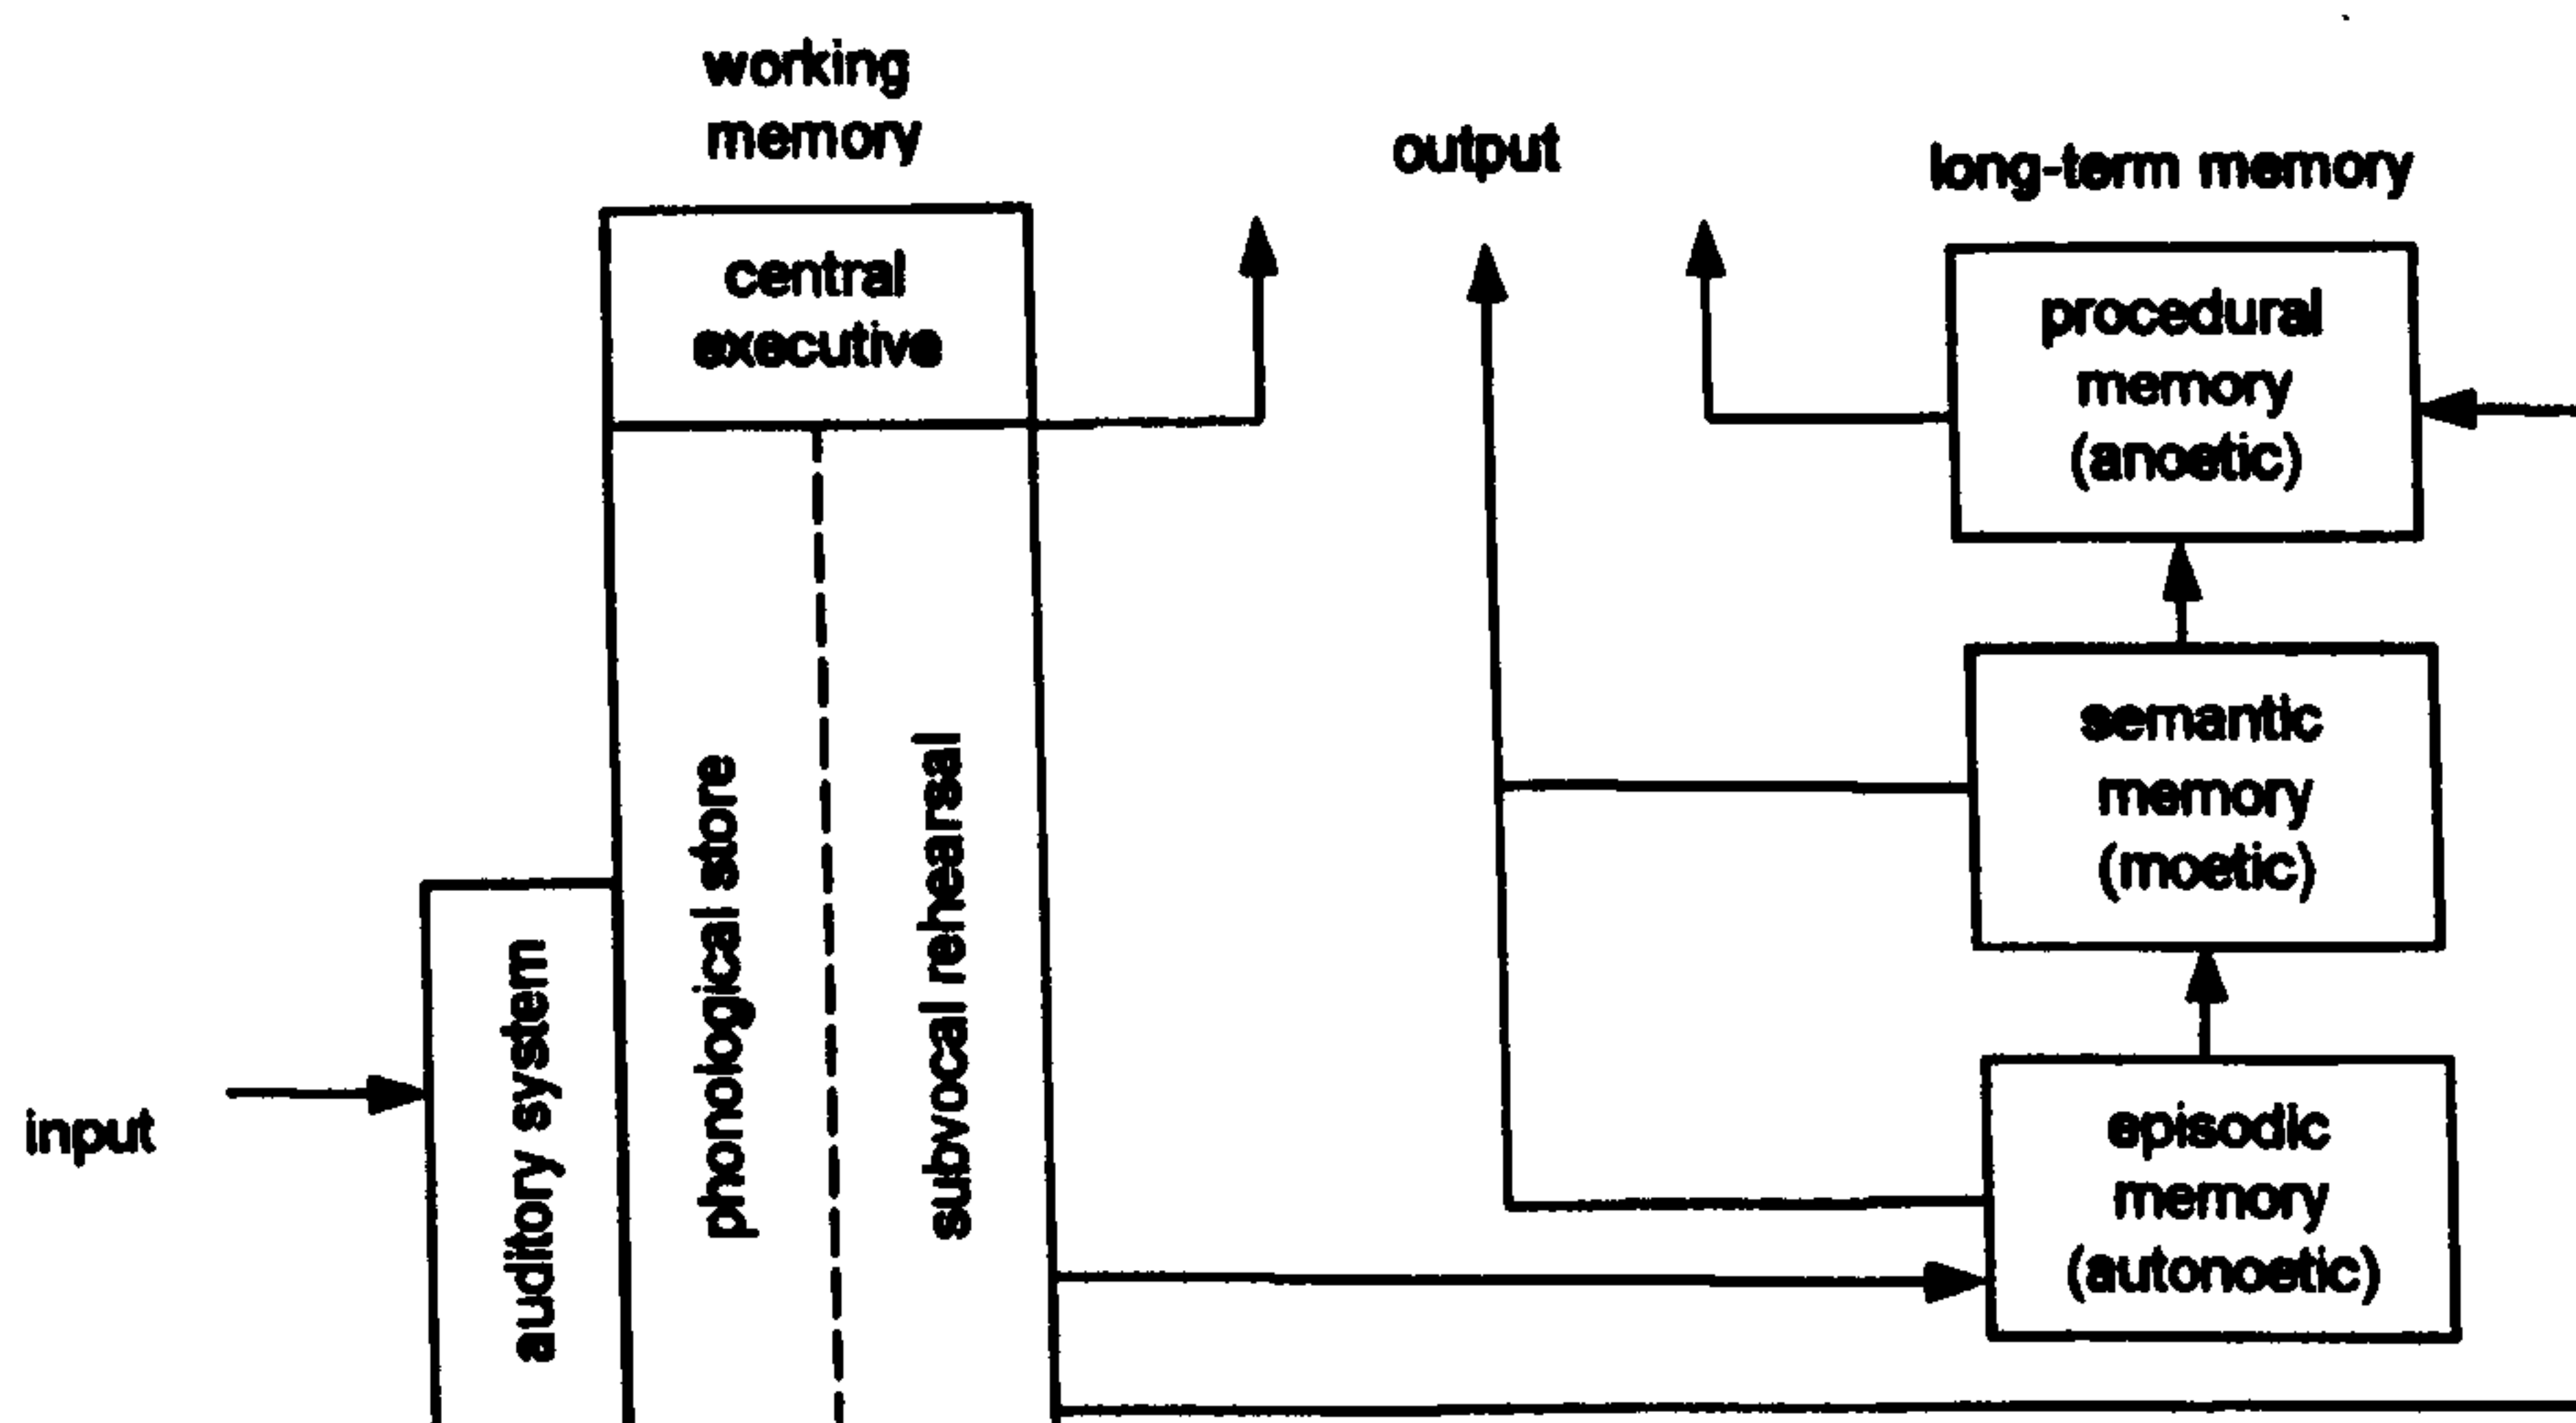 working
memory
output
long-term memory
central
executive
procedural
memory
(anoetic)
semantic
memory
(moetic)
phonological store
subvocal rehearsal
auditory system
input
episodic
memory
(autonoetic)